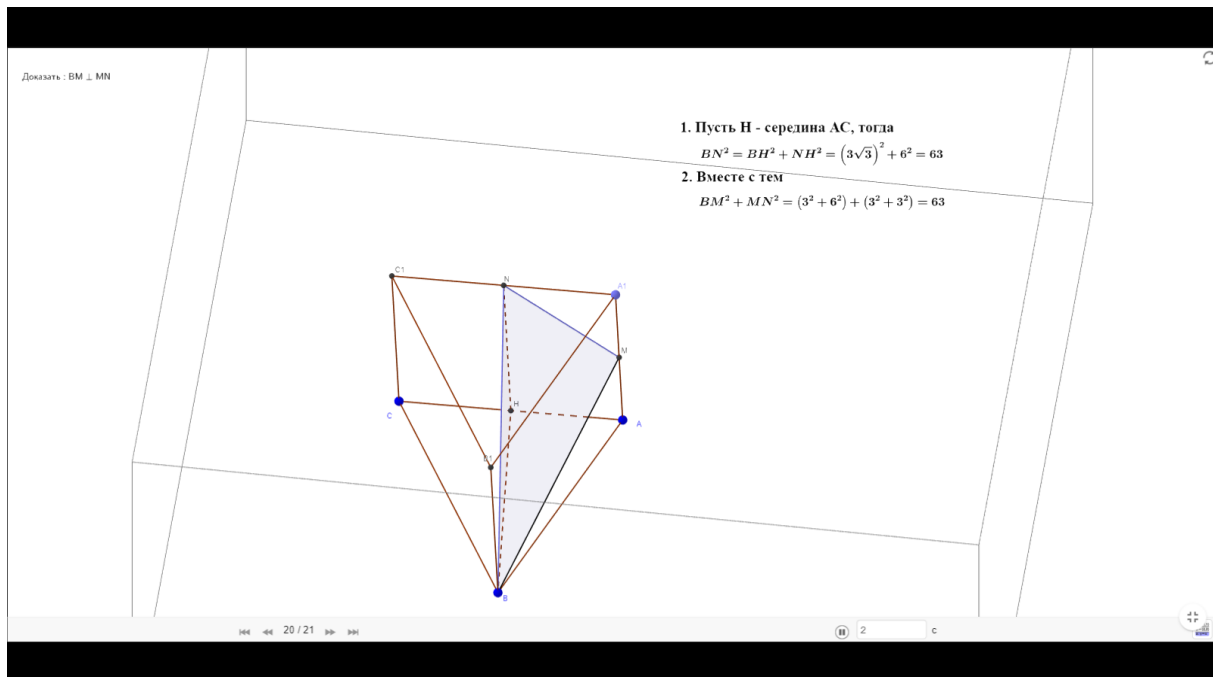 Доказать : BM ⊥ MN
1. Пусть H - середина AC, тогда
BN² = BH² + NH² = (3√3)² + 6² = 63
2. Вместе с тем
BM² + MN² = (3² + 6²) + (3² + 3²) = 63
C1
N
A1
M
C
H
A
B1
B
20 / 21
2 c